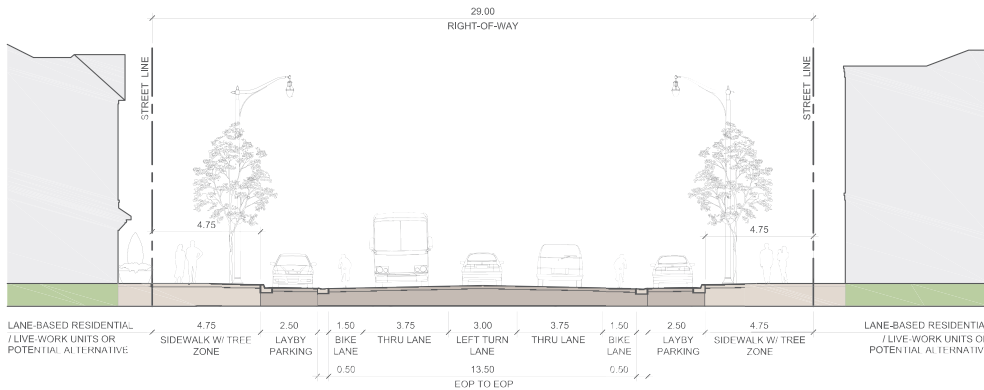 29.00
RIGHT-OF-WAY
STREET LINE
STREET LINE
4.75
4.75
LANE-BASED RESIDENTIAL
/ LIVE-WORK UNITS OR
POTENTIAL ALTERNATIVE
4.75
SIDEWALK W/ TREE
ZONE
2.50
LAYBY
PARKING
1.50
BIKE
LANE
3.75
THRU LANE
3.00
LEFT TURN
LANE
3.75
THRU LANE
1.50
BIKE
LANE
2.50
LAYBY
PARKING
4.75
SIDEWALK W/ TREE
ZONE
LANE-BASED RESIDENTIA
/ LIVE-WORK UNITS O
POTENTIAL ALTERNATIV
0.50
13.50
0.50
EOP TO EOP